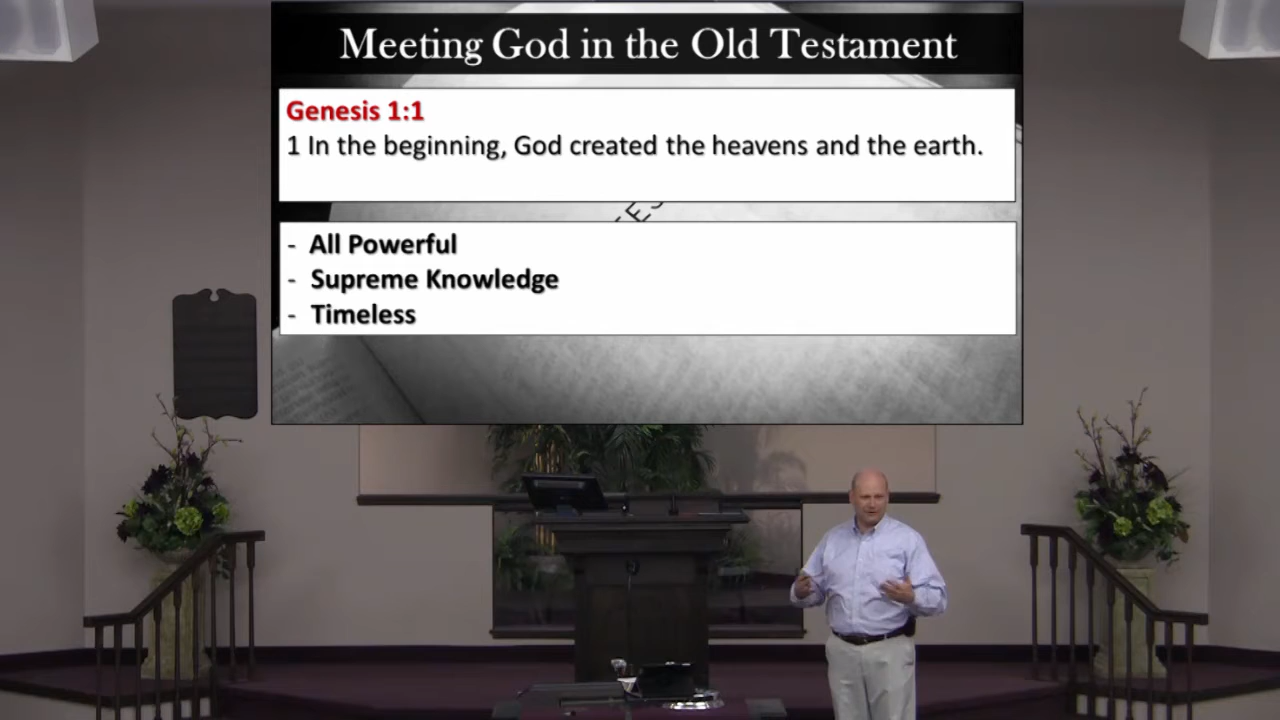 Meeting God in the Old Testament
Genesis 1:1
1 In the beginning, God created the heavens and the earth.
- All Powerful
- Supreme Knowledge
- Timeless